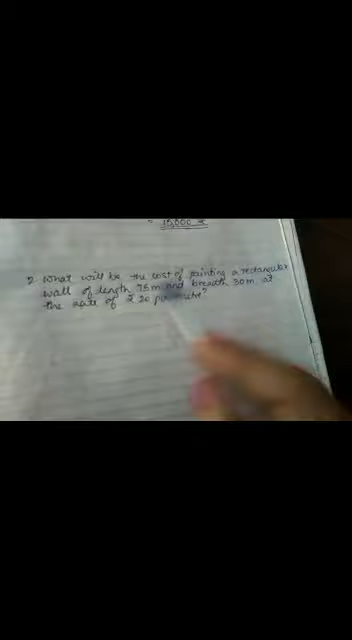 = 15,000 ₹
2. What will be the cost of painting a rectangular
wall of length 75m and breadth 30m at
the rate of ₹ 20 per metre?